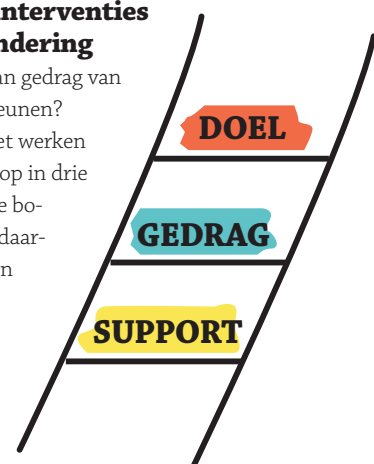 interventies
ndering
an gedrag van
eunen?
et werken
op in drie
e bo-
daar-
n
DOEL
GEDRAG
SUPPORT